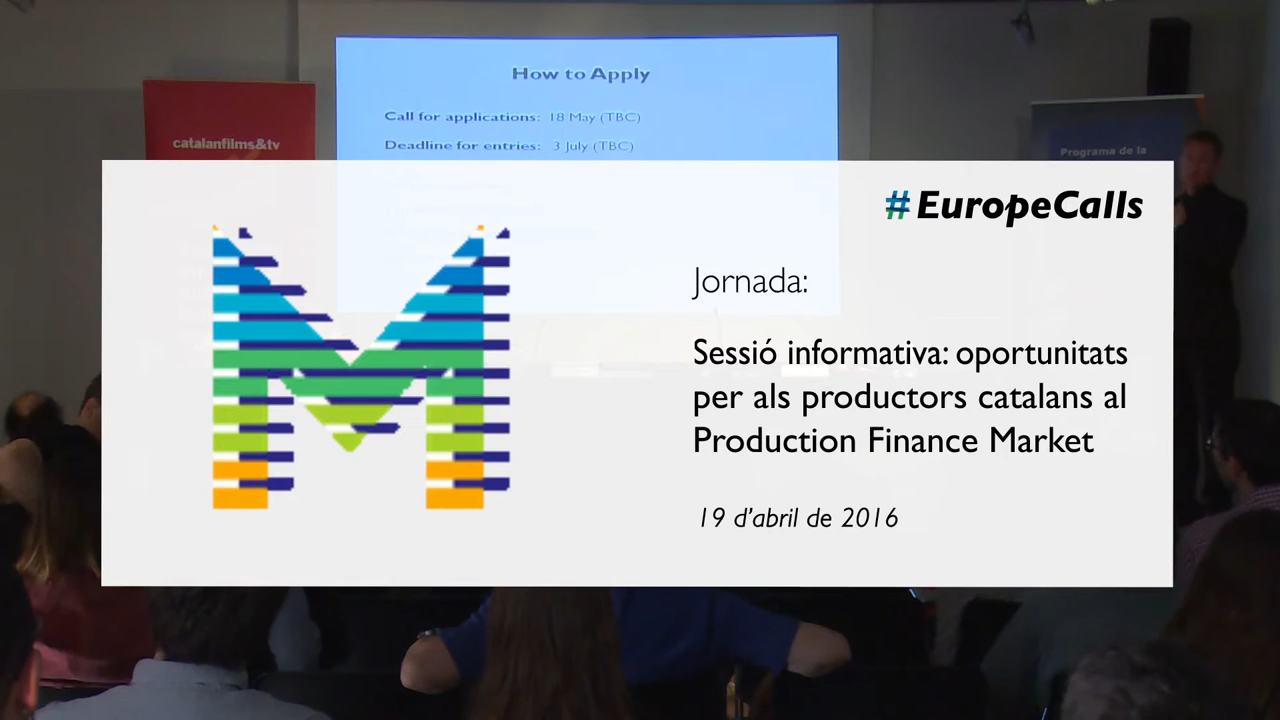 How to Apply
Call for applications: 18 May (TBC)
Deadline for entries: 3 July (TBC)
catalanfilms&tv
Programa de la
#EuropeCalls
Jornada:
Sessió informativa: oportunitats
per als productors catalans al
Production Finance Market
19 d'abril de 2016